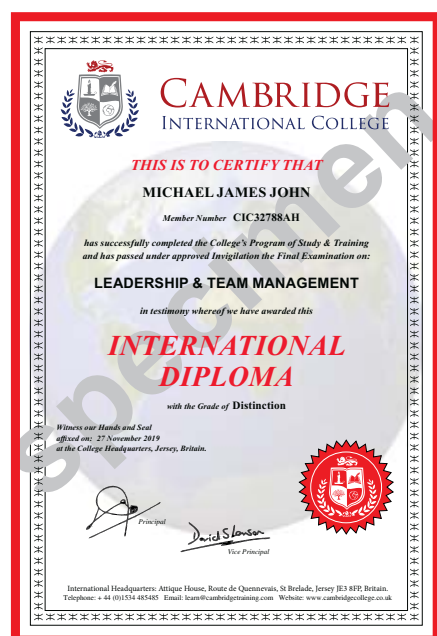 CAMBRIDGE
INTERNATIONAL COLLEGE
THIS IS TO CERTIFY THAT
MICHAEL JAMES JOHN
Member Number CIC32788AH
has successfully completed the College's Program of Study & Training
and has passed under approved Invigilation the Final Examination on:
LEADERSHIP & TEAM MANAGEMENT
in testimony whereof we have awarded this
INTERNATIONAL
DIPLOMA
with the Grade of Distinction
Witness our Hands and Seal
affixed on: 27 November 2019
at the College Headquarters, Jersey, Britain.
Principal
David S Lawson
Vice Principal
International Headquarters: Attique House, Route de Quennevais, St Brelade, Jersey JE3 8FP, Britain.
Telephone: + 44 (0)1534 485485 Email: learn@cambridgetraining.com Website: www.cambridgecollege.co.uk
specimen